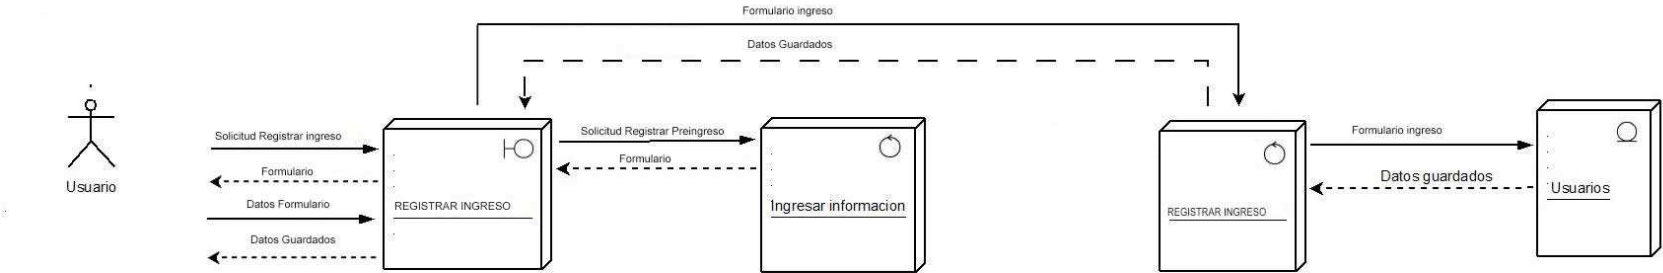 Formulario ingreso
Datos Guardados
Usuario
Solicitud Registrar ingreso
Formulario
Datos Formulario
Datos Guardados
REGISTRAR INGRESO
Solicitud Registrar Preingreso
Formulario
Ingresar informacion
REGISTRAR INGRESO
Formulario ingreso
Datos guardados
Usuarios